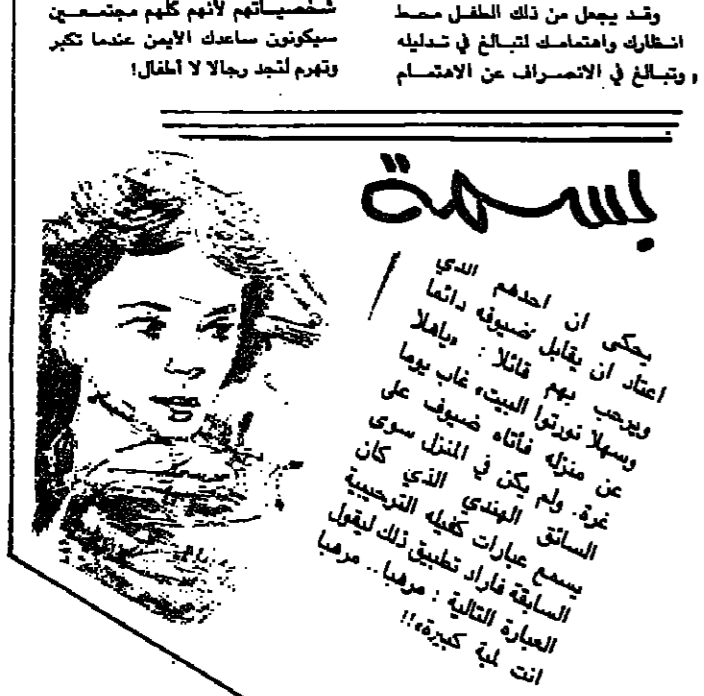 شخصياتهم لأنهم كلهم مجتمعين
سيكونون ساعدك الأيمن عندما تكبر
وتهرم لتجد رجالا لا أطفال!
وقد يجعل من ذلك الطفل محط
انظارك واهتمامك لتبالغ في تدليله
وتبالغ في الانصراف عن الاهتمام
بسمة
يحكى ان احدهم الذي
اعتاد ان يقابل ضيوفه دائما
ويرحب بهم قائلا : «ياهلا
وسهلا نورتوا البيت» غاب يوما
عن منزله فأتاه ضيوف على
غرة. ولم يكن في المنزل سوى
السائق الهندي الذي كان
يسمع عبارات كفيله الترحيبية
السابقة فاراد تطبيق ذلك ليقول
العبارة التالية : مرهبا .. مرهبا
انت لمبة كبيرة»!!